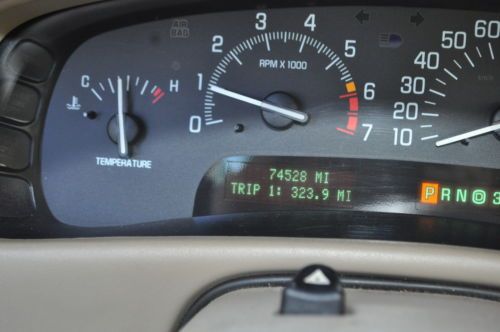 AIR BAG
C H
TEMPERATURE
0 1 2 3 4 5 6 7
RPM X 1000
10 20 30 40 50 60
74528 MI
TRIP 1: 323.9 MI
P R N D 3